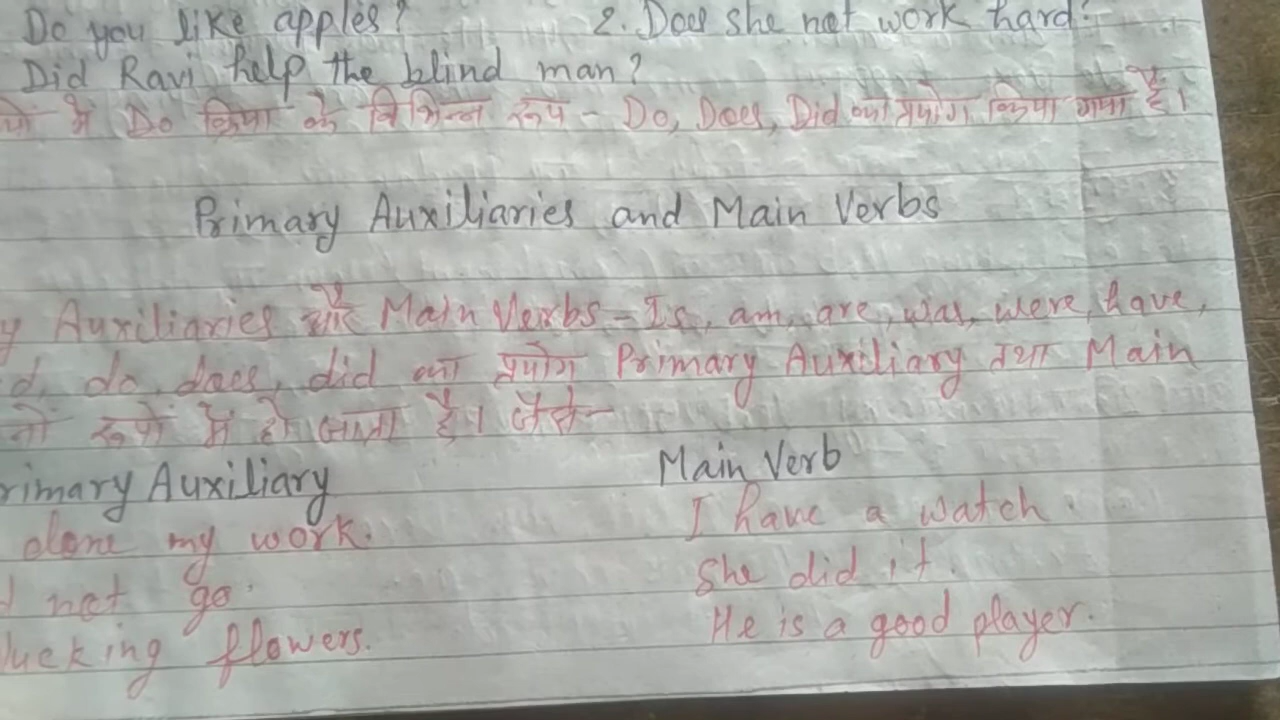 Do you like apples? 2. Does she not work hard?
Did Ravi help the blind man?
में Do क्रिया के विभिन्न रूप - Do, Does, Did का प्रयोग किया गया है।
Primary Auxiliaries and Main Verbs
y Auxiliaries और Main Verbs - Is, am, are, was, were, have,
d, do, does, did का प्रयोग Primary Auxiliary तथा Main
नों रूपों में हो जाता है। जैसे-
rimary Auxiliary Main Verb
done my work. I have a watch.
d not go. She did it.
lucking flowers. He is a good player.